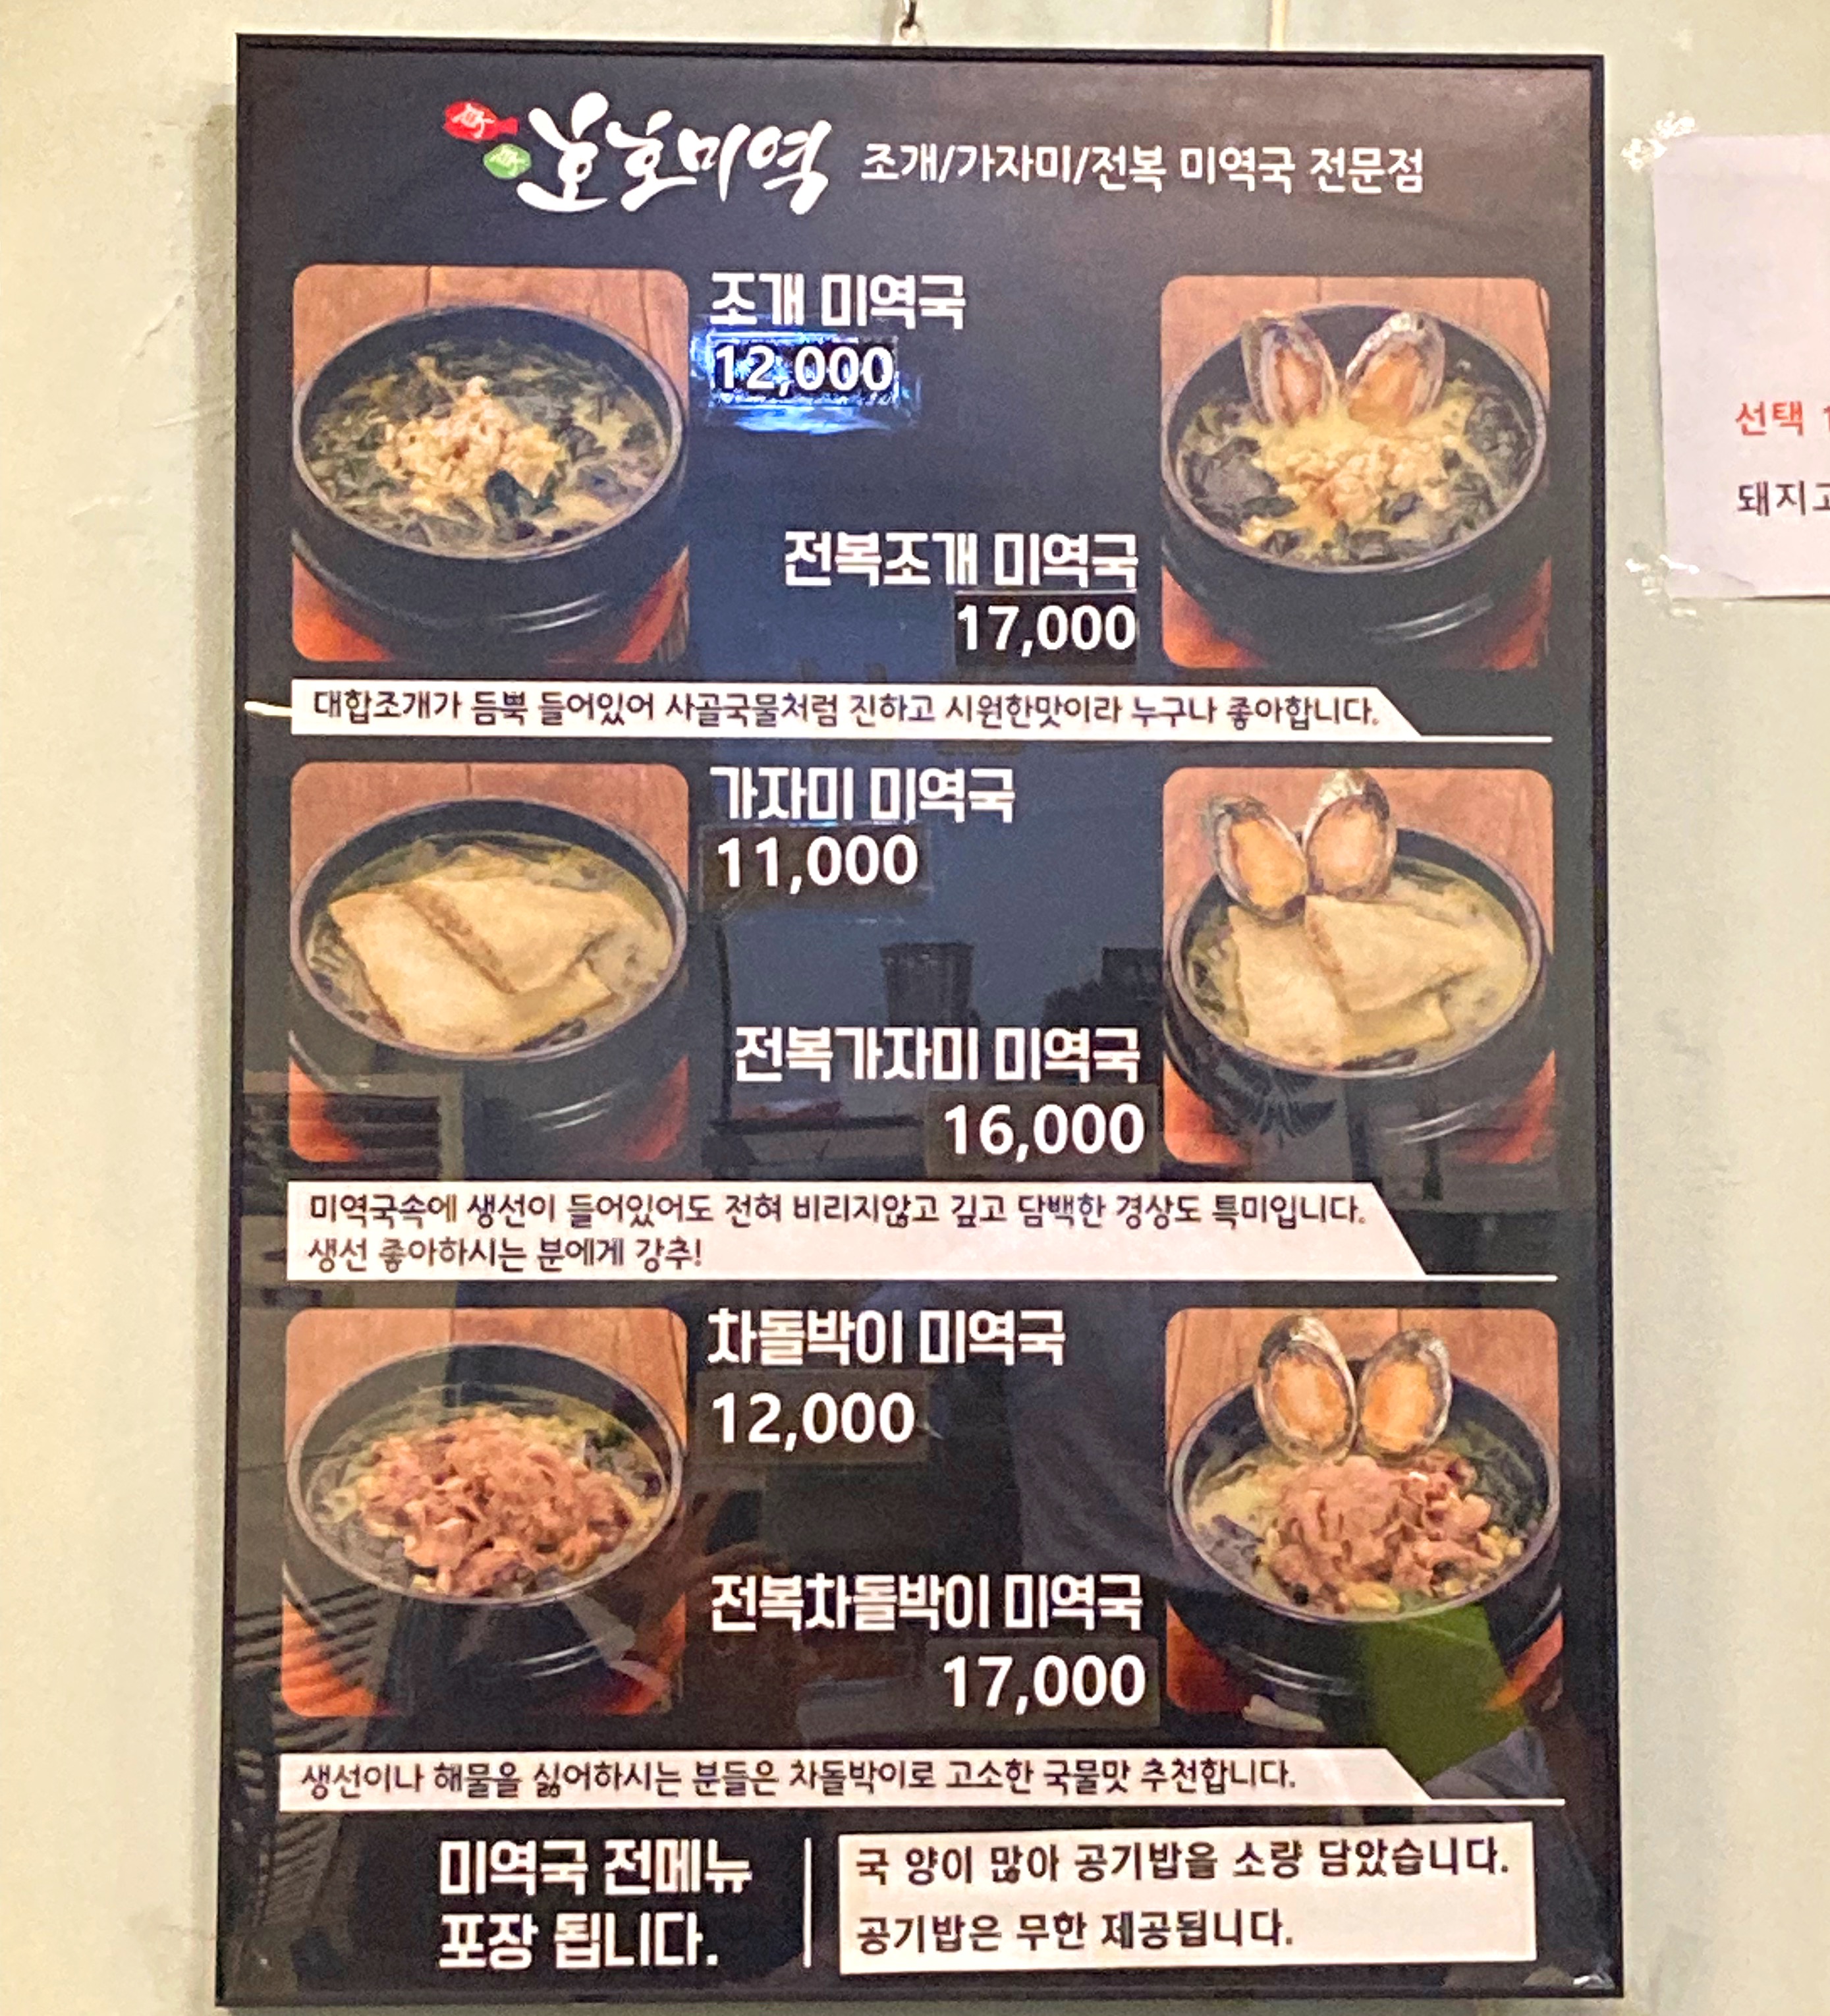 호호미역 조개/가자미/전복 미역국 전문점
조개 미역국
12,000
전복조개 미역국
17,000
대합조개가 듬뿍 들어있어 사골국물처럼 진하고 시원한맛이라 누구나 좋아합니다.
가자미 미역국
11,000
전복가자미 미역국
16,000
미역국속에 생선이 들어있어도 전혀 비리지않고 깊고 담백한 경상도 특미입니다.
생선 좋아하시는 분에게 강추!
차돌박이 미역국
12,000
전복차돌박이 미역국
17,000
생선이나 해물을 싫어하시는 분들은 차돌박이로 고소한 국물맛 추천합니다.
미역국 전메뉴
포장 됩니다.
국 양이 많아 공기밥을 소량 담았습니다.
공기밥은 무한 제공됩니다.
선택